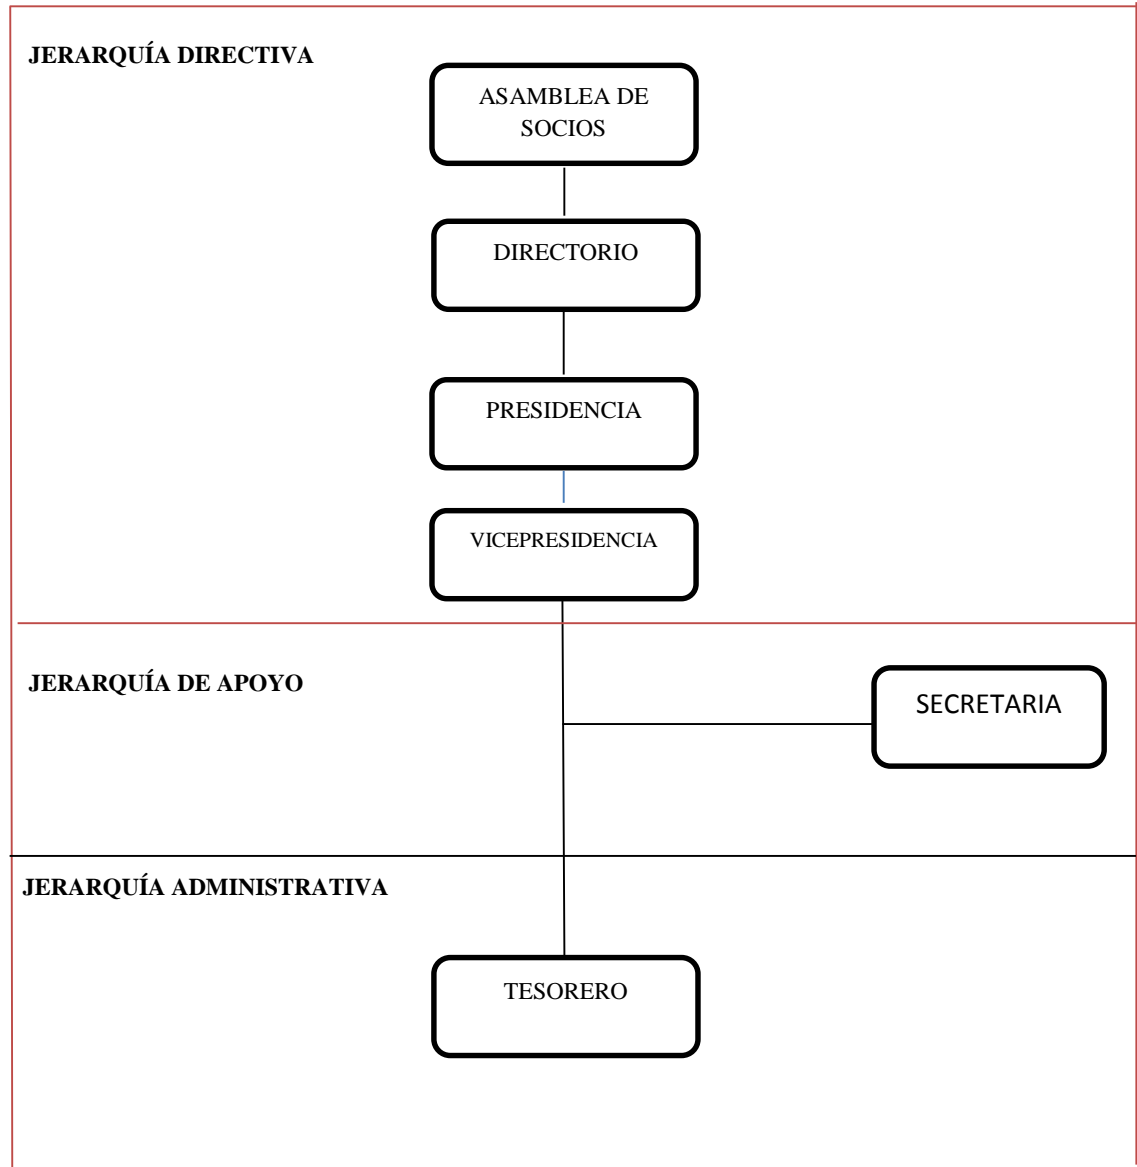 JERARQUÍA DIRECTIVA
ASAMBLEA DE
SOCIOS
DIRECTORIO
PRESIDENCIA
VICEPRESIDENCIA
JERARQUÍA DE APOYO
SECRETARIA
JERARQUÍA ADMINISTRATIVA
TESORERO